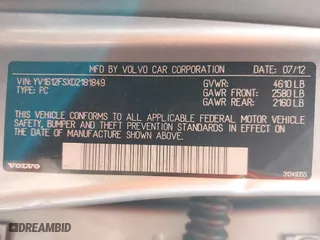 MFD BY VOLVO CAR CORPORATION DATE: 07/12
VIN: YV1612FSXD2181849 GVWR: 4610 LB
TYPE: PC GAWR FRONT: 2580 LB
GAWR REAR: 2160 LB
THIS VEHICLE CONFORMS TO ALL APPLICABLE FEDERAL MOTOR VEHICLE
SAFETY, BUMPER AND THEFT PREVENTION STANDARDS IN EFFECT ON THE
DATE OF MANUFACTURE SHOWN ABOVE.
VOLVO
DREAMBID